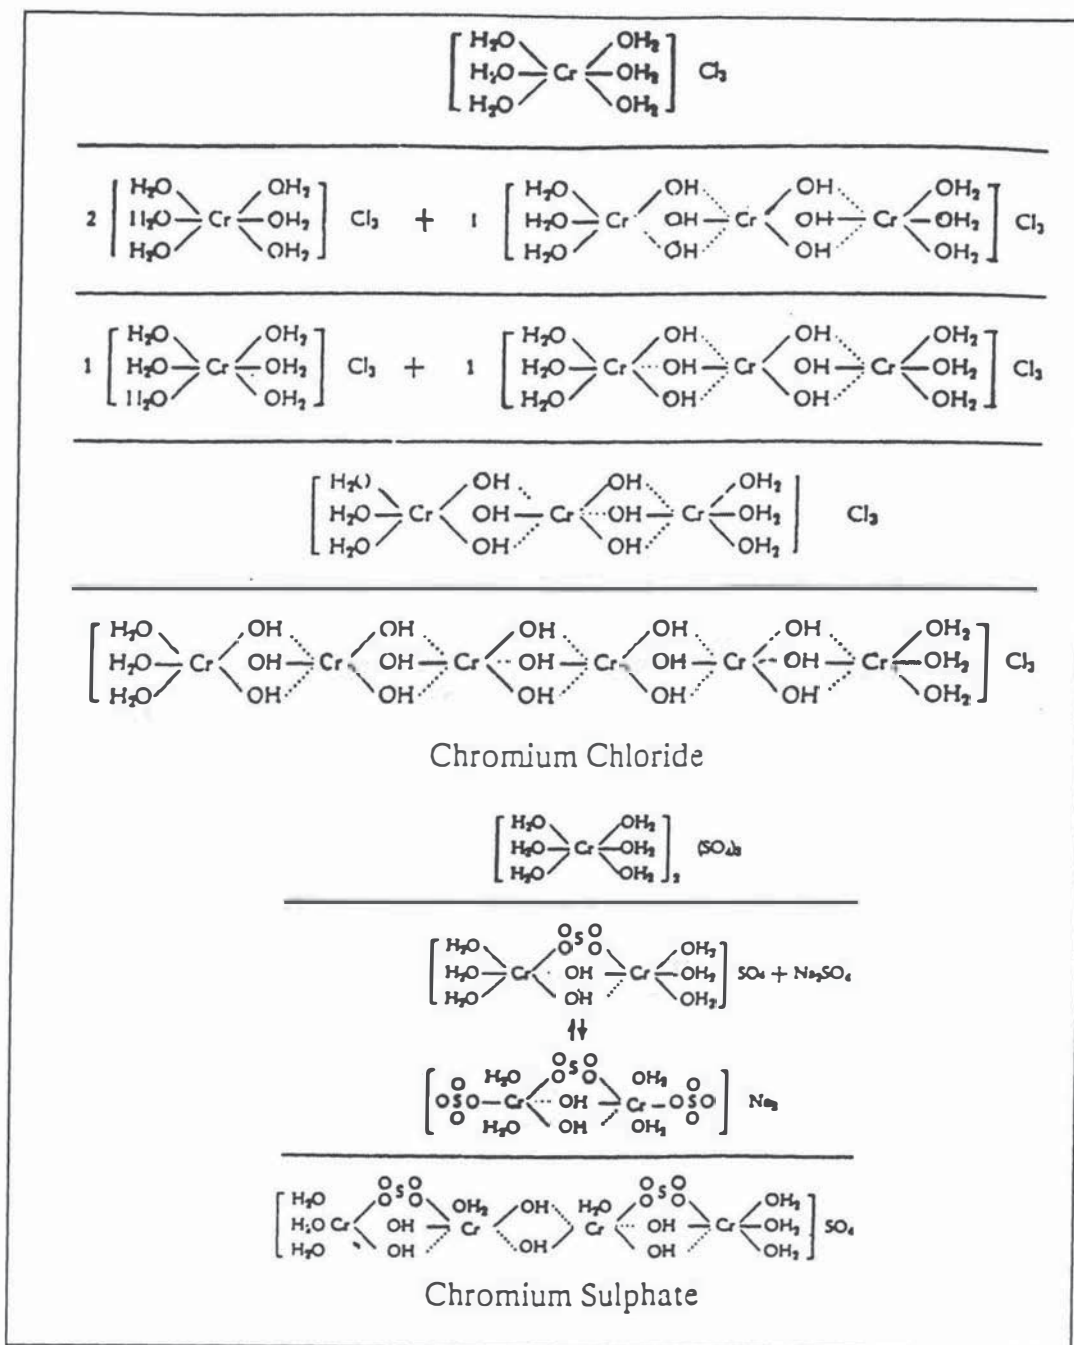 H₂O OH₂
H₂O Cr OH₂ Cl₃
H₂O OH₂
H₂O OH₂ H₂O OH OH OH₂
2 H₂O Cr OH₂ Cl₃ + 1 H₂O Cr OH Cr OH Cr OH₂ Cl₃
H₂O OH₂ H₂O OH OH OH₂
H₂O OH₂ H₂O OH OH OH₂
1 H₂O Cr OH₂ Cl₃ + 1 H₂O Cr OH Cr OH Cr OH₂ Cl₃
H₂O OH₂ H₂O OH OH OH₂
H₂O OH OH OH₂
H₂O Cr OH Cr OH Cr OH₂ Cl₃
H₂O OH OH OH₂
H₂O OH OH OH OH OH OH₂
H₂O Cr OH Cr OH Cr OH Cr OH Cr OH Cr OH₂ Cl₃
H₂O OH OH OH OH OH OH₂
Chromium Chloride
H₂O OH₂
H₂O Cr OH₂ (SO₄)₃
H₂O OH₂ 2
O S O
H₂O O O OH₂
H₂O Cr OH Cr OH₂ SO₄ + Na₂SO₄
H₂O OH OH₂
O S O
O H₂O O O OH₂ O
O S O Cr OH Cr O S O Na₂
O H₂O OH OH₂ O
O S O O S O
H₂O O O OH₂ OH H₂O O O OH₂
H₂O Cr OH Cr Cr OH Cr OH₂ SO₄
H₂O OH OH OH OH₂
Chromium Sulphate